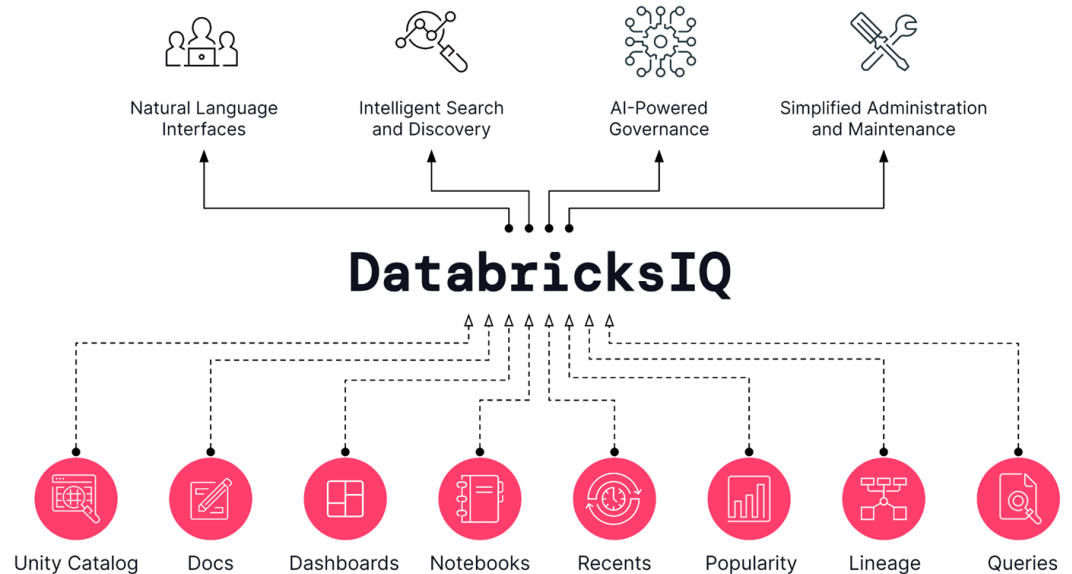 Natural Language
Interfaces
Intelligent Search
and Discovery
AI-Powered
Governance
Simplified Administration
and Maintenance
DatabricksIQ
Unity Catalog
Docs
Dashboards
Notebooks
Recents
Popularity
Lineage
Queries